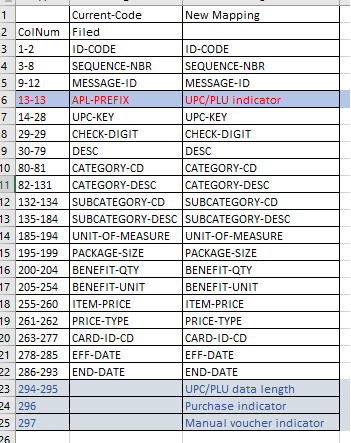 1 Current-Code New Mapping
2 ColNum Filed
3 1-2 ID-CODE ID-CODE
4 3-8 SEQUENCE-NBR SEQUENCE-NBR
5 9-12 MESSAGE-ID MESSAGE-ID
6 13-13 APL-PREFIX UPC/PLU indicator
7 14-28 UPC-KEY UPC-KEY
8 29-29 CHECK-DIGIT CHECK-DIGIT
9 30-79 DESC DESC
10 80-81 CATEGORY-CD CATEGORY-CD
11 82-131 CATEGORY-DESC CATEGORY-DESC
12 132-134 SUBCATEGORY-CD SUBCATEGORY-CD
13 135-184 SUBCATEGORY-DESC SUBCATEGORY-DESC
14 185-194 UNIT-OF-MEASURE UNIT-OF-MEASURE
15 195-199 PACKAGE-SIZE PACKAGE-SIZE
16 200-204 BENEFIT-QTY BENEFIT-QTY
17 205-254 BENEFIT-UNIT BENEFIT-UNIT
18 255-260 ITEM-PRICE ITEM-PRICE
19 261-262 PRICE-TYPE PRICE-TYPE
20 263-277 CARD-ID-CD CARD-ID-CD
21 278-285 EFF-DATE EFF-DATE
22 286-293 END-DATE END-DATE
23 294-295 UPC/PLU data length
24 296 Purchase indicator
25 297 Manual voucher indicator
26